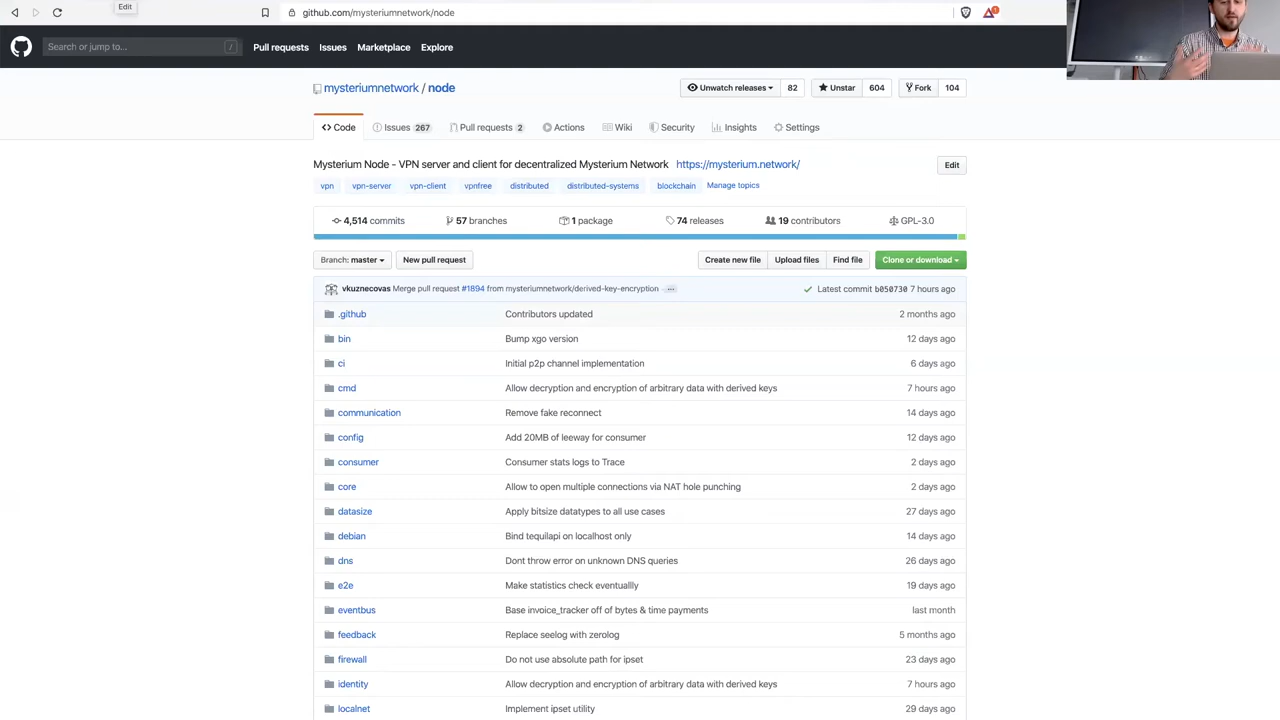 Edit
github.com/mysteriumnetwork/node
1
Search or jump to...
/
Pull requests Issues Marketplace Explore
mysteriumnetwork / node
Unwatch releases 82 Unstar 604 Fork 104
Code Issues 267 Pull requests 2 Actions Wiki Security Insights Settings
Mysterium Node - VPN server and client for decentralized Mysterium Network https://mysterium.network/ Edit
vpn vpn-server vpn-client vpnfree distributed distributed-systems blockchain Manage topics
4,514 commits 57 branches 1 package 74 releases 19 contributors GPL-3.0
Branch: master New pull request Create new file Upload files Find file Clone or download
vkuznecovas Merge pull request #1894 from mysteriumnetwork/derived-key-encryption ... Latest commit b050730 7 hours ago
.github Contributors updated 2 months ago
bin Bump xgo version 12 days ago
ci Initial p2p channel implementation 6 days ago
cmd Allow decryption and encryption of arbitrary data with derived keys 7 hours ago
communication Remove fake reconnect 14 days ago
config Add 20MB of leeway for consumer 12 days ago
consumer Consumer stats logs to Trace 2 days ago
core Allow to open multiple connections via NAT hole punching 2 days ago
datasize Apply bitsize datatypes to all use cases 27 days ago
debian Bind tequilapi on localhost only 14 days ago
dns Dont throw error on unknown DNS queries 26 days ago
e2e Make statistics check eventuallly 19 days ago
eventbus Base invoice_tracker off of bytes & time payments last month
feedback Replace seelog with zerolog 5 months ago
firewall Do not use absolute path for ipset 23 days ago
identity Allow decryption and encryption of arbitrary data with derived keys 7 hours ago
localnet Implement ipset utility 29 days ago